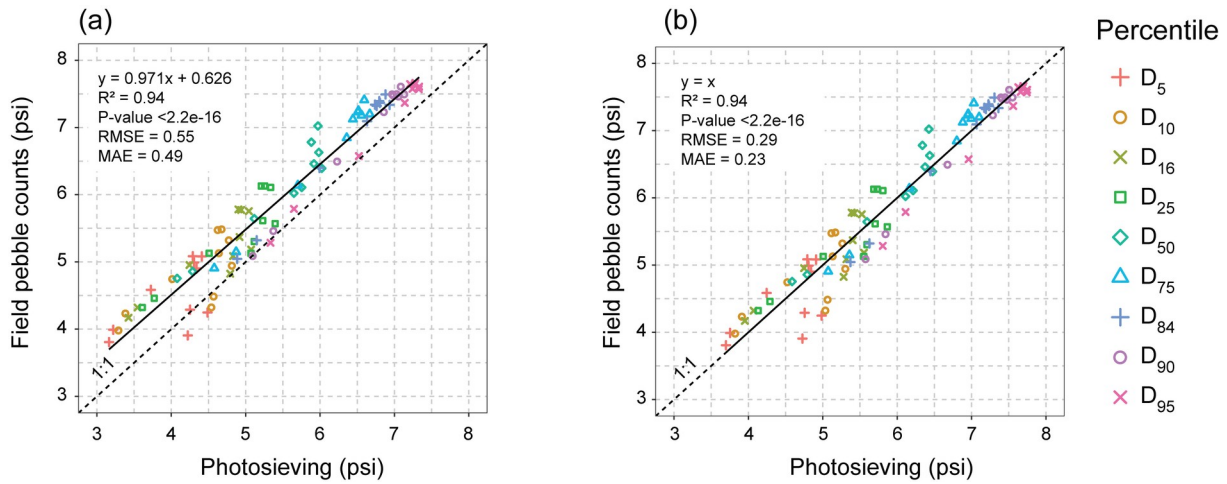 (a)
y = 0.971x + 0.626
R² = 0.94
P-value <2.2e-16
RMSE = 0.55
MAE = 0.49
Field pebble counts (psi)
8
7
6
5
4
3
1:1
3 4 5 6 7 8
Photosieving (psi)
(b)
y = x
R² = 0.94
P-value <2.2e-16
RMSE = 0.29
MAE = 0.23
Field pebble counts (psi)
8
7
6
5
4
3
1:1
3 4 5 6 7 8
Photosieving (psi)
Percentile
D5
D10
D16
D25
D50
D75
D84
D90
D95